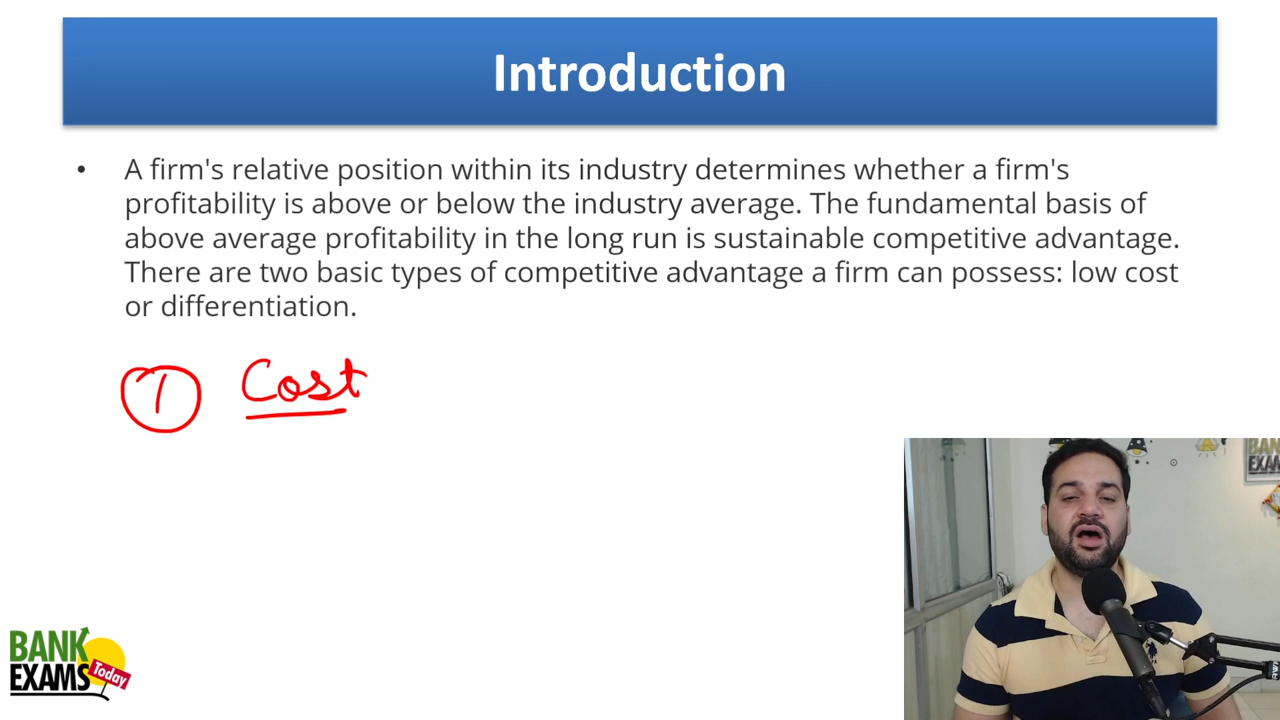 Introduction
• A firm's relative position within its industry determines whether a firm's
profitability is above or below the industry average. The fundamental basis of
above average profitability in the long run is sustainable competitive advantage.
There are two basic types of competitive advantage a firm can possess: low cost
or differentiation.
1 Cost
BANK
EXAM
BANK
EXAMS
Today